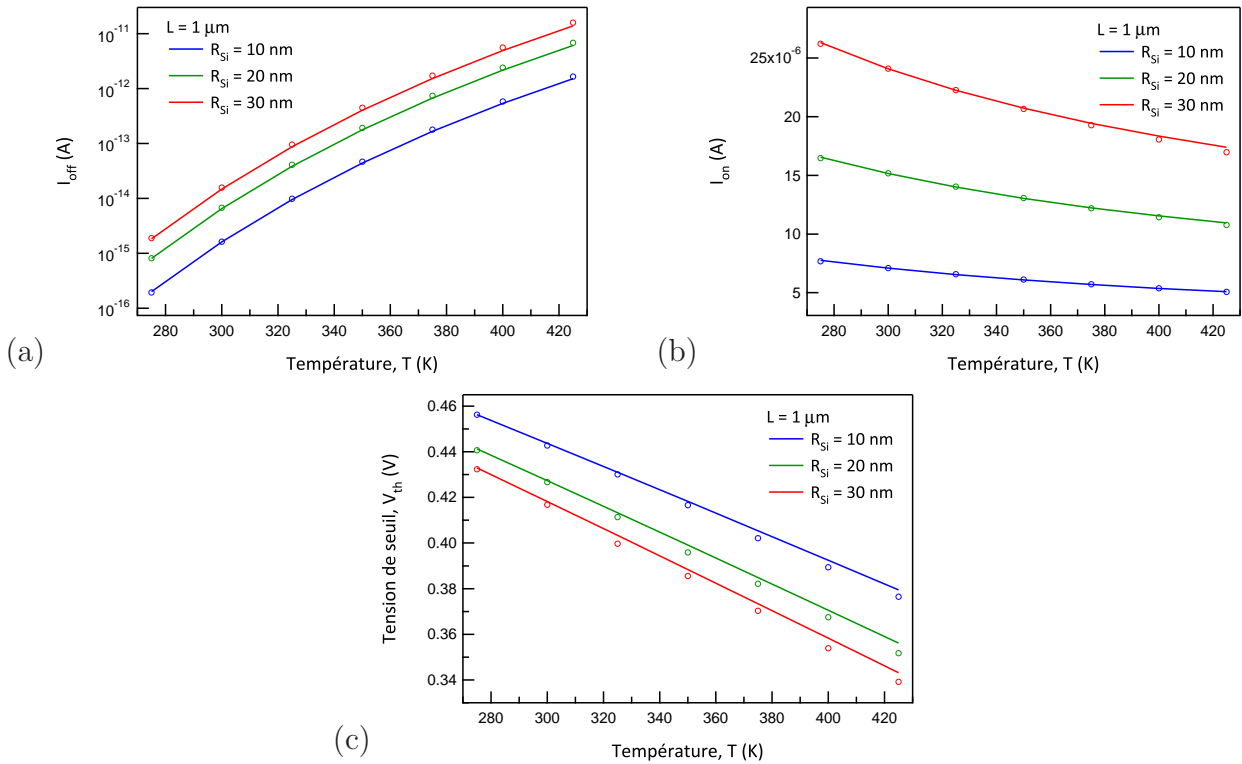 L = 1 µm
R_Si = 10 nm
R_Si = 20 nm
R_Si = 30 nm
10^-11
10^-12
10^-13
10^-14
10^-15
10^-16
I_off (A)
280 300 320 340 360 380 400 420
Température, T (K)
(a)
L = 1 µm
R_Si = 10 nm
R_Si = 20 nm
R_Si = 30 nm
25x10^-6
20
15
10
5
I_on (A)
280 300 320 340 360 380 400 420
Température, T (K)
(b)
L = 1 µm
R_Si = 10 nm
R_Si = 20 nm
R_Si = 30 nm
0.46
0.44
0.42
0.40
0.38
0.36
0.34
Tension de seuil, V_th (V)
280 300 320 340 360 380 400 420
Température, T (K)
(c)